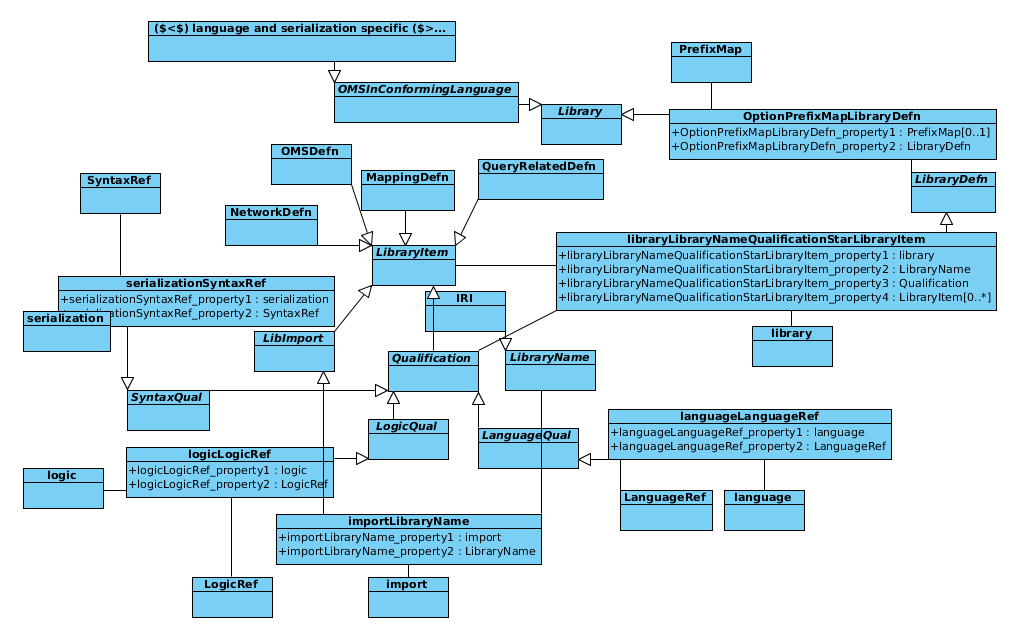 ($<$) language and serialization specific ($>...
PrefixMap
OMSInConformingLanguage
Library
OptionPrefixMapLibraryDefn
+OptionPrefixMapLibraryDefn_property1 : PrefixMap[0..1]
+OptionPrefixMapLibraryDefn_property2 : LibraryDefn
OMSDefn
QueryRelatedDefn
MappingDefn
SyntaxRef
LibraryDefn
NetworkDefn
LibraryItem
libraryLibraryNameQualificationStarLibraryItem
+libraryLibraryNameQualificationStarLibraryItem_property1 : library
+libraryLibraryNameQualificationStarLibraryItem_property2 : LibraryName
+libraryLibraryNameQualificationStarLibraryItem_property3 : Qualification
+libraryLibraryNameQualificationStarLibraryItem_property4 : LibraryItem[0..*]
serializationSyntaxRef
+serializationSyntaxRef_property1 : serialization
SyntaxRef_property2 : SyntaxRef
serialization
IRI
LibImport
library
Qualification
LibraryName
SyntaxQual
LogicQual
LanguageQual
languageLanguageRef
+languageLanguageRef_property1 : language
+languageLanguageRef_property2 : LanguageRef
logicLogicRef
+logicLogicRef_property1 : logic
+logicLogicRef_property2 : LogicRef
logic
LanguageRef
language
importLibraryName
+importLibraryName_property1 : import
+importLibraryName_property2 : LibraryName
LogicRef
import